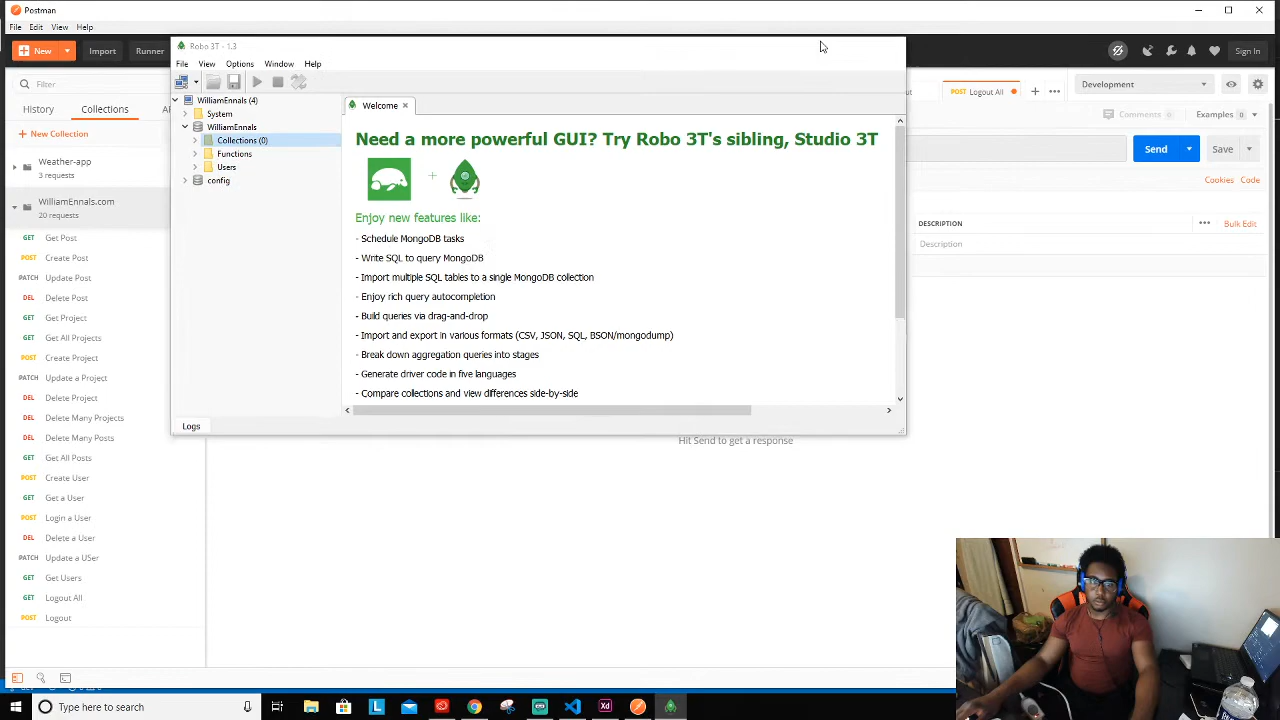 Postman
File Edit View Help
New Import Runner
Sign In
Robo 3T - 1.3
File View Options Window Help
Filter
History Collections
New Collection
Weather-app
3 requests
WilliamEnnals.com
20 requests
GET Get Post
POST Create Post
PATCH Update Post
DEL Delete Post
GET Get Project
GET Get All Projects
POST Create Project
PATCH Update a Project
DEL Delete Project
DEL Delete Many Projects
DEL Delete Many Posts
GET Get All Posts
POST Create User
GET Get a User
POST Login a User
DEL Delete a User
PATCH Update a USer
GET Get Users
GET Logout All
POST Logout
WilliamEnnals (4)
System
WilliamEnnals
Collections (0)
Functions
Users
config
Welcome
Need a more powerful GUI? Try Robo 3T's sibling, Studio 3T
Enjoy new features like:
- Schedule MongoDB tasks
- Write SQL to query MongoDB
- Import multiple SQL tables to a single MongoDB collection
- Enjoy rich query autocompletion
- Build queries via drag-and-drop
- Import and export in various formats (CSV, JSON, SQL, BSON/mongodump)
- Break down aggregation queries into stages
- Generate driver code in five languages
- Compare collections and view differences side-by-side
Logs
POST Logout All
Development
Comments 0 Examples 0
Send Save
Cookies Code
DESCRIPTION Bulk Edit
Description
Hit Send to get a response
Type here to search